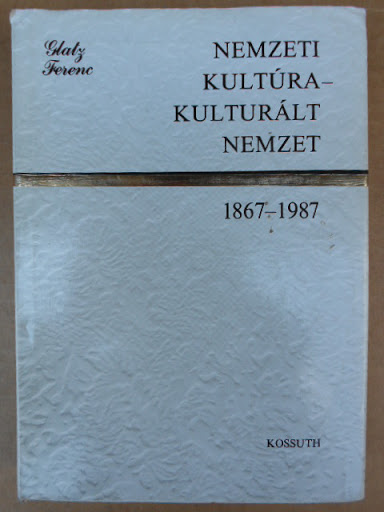 Glatz
Ferenc
NEMZETI
KULTÚRA–
KULTURÁLT
NEMZET
1867–1987
KOSSUTH